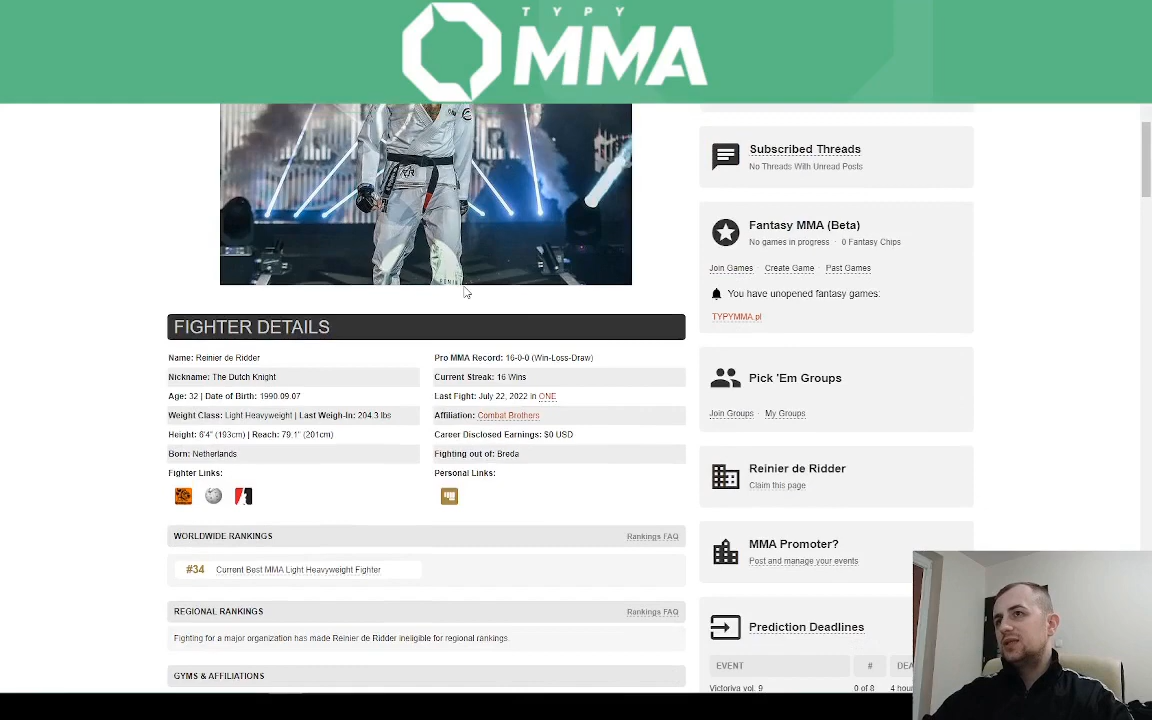 TYPY
MMA
Subscribed Threads
No Threads With Unread Posts
Fantasy MMA (Beta)
No games in progress · 0 Fantasy Chips
Join Games · Create Game · Past Games
You have unopened fantasy games:
TYPYMMA.pl
FIGHTER DETAILS
Name: Reinier de Ridder
Pro MMA Record: 16-0-0 (Win-Loss-Draw)
Nickname: The Dutch Knight
Current Streak: 16 Wins
Age: 32 | Date of Birth: 1990.09.07
Last Fight: July 22, 2022 in ONE
Weight Class: Light Heavyweight | Last Weigh-In: 204.3 lbs
Affiliation: Combat Brothers
Height: 6'4" (193cm) | Reach: 79.1" (201cm)
Career Disclosed Earnings: $0 USD
Born: Netherlands
Fighting out of: Breda
Fighter Links:
Personal Links:
Pick 'Em Groups
Join Groups · My Groups
Reinier de Ridder
Claim this page
WORLDWIDE RANKINGS
Rankings FAQ
#34 Current Best MMA Light Heavyweight Fighter
MMA Promoter?
Post and manage your events
REGIONAL RANKINGS
Rankings FAQ
Fighting for a major organization has made Reinier de Ridder ineligible for regional rankings
Prediction Deadlines
EVENT # DEA
GYMS & AFFILIATIONS
Victoriva vol. 9 0 of 8 4 hour